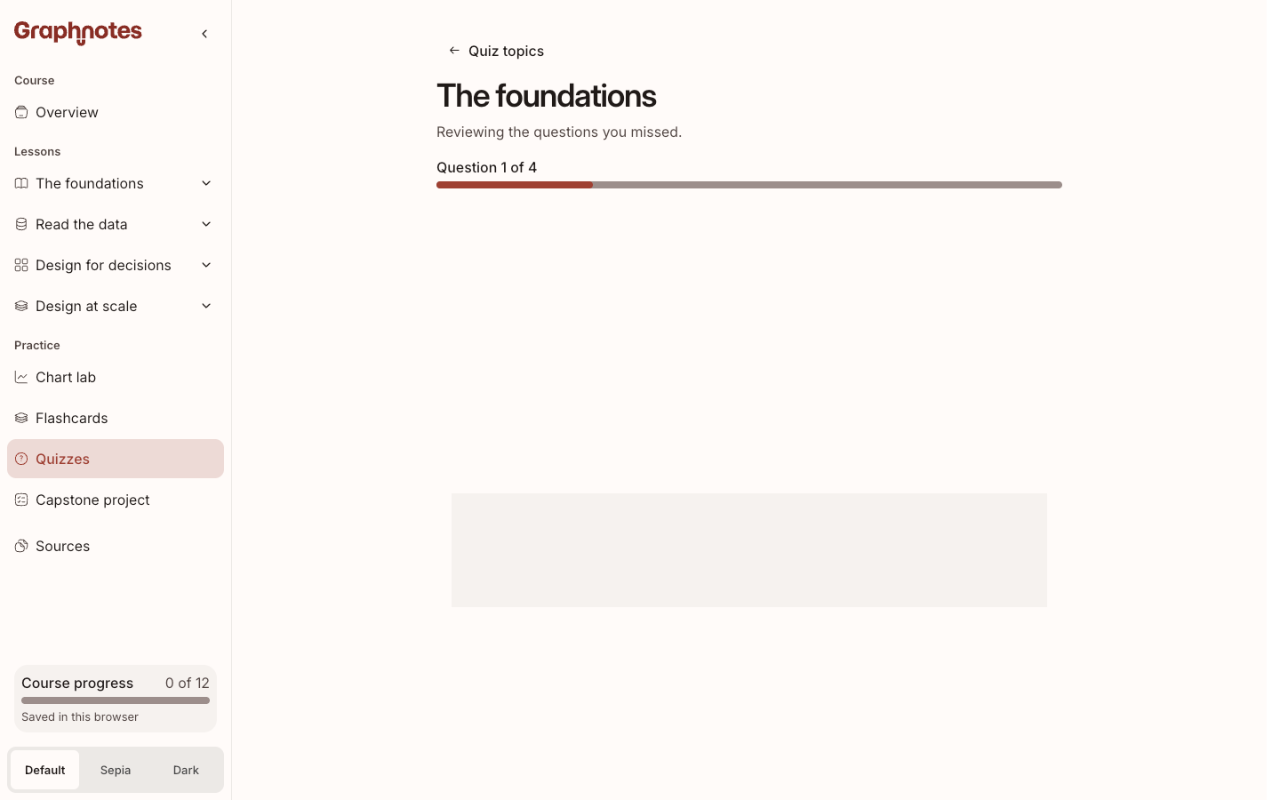 Graphnotes
Course
Overview
Lessons
The foundations
Read the data
Design for decisions
Design at scale
Practice
Chart lab
Flashcards
Quizzes
Capstone project
Sources
Course progress 0 of 12
Saved in this browser
Default Sepia Dark
Quiz topics
The foundations
Reviewing the questions you missed.
Question 1 of 4